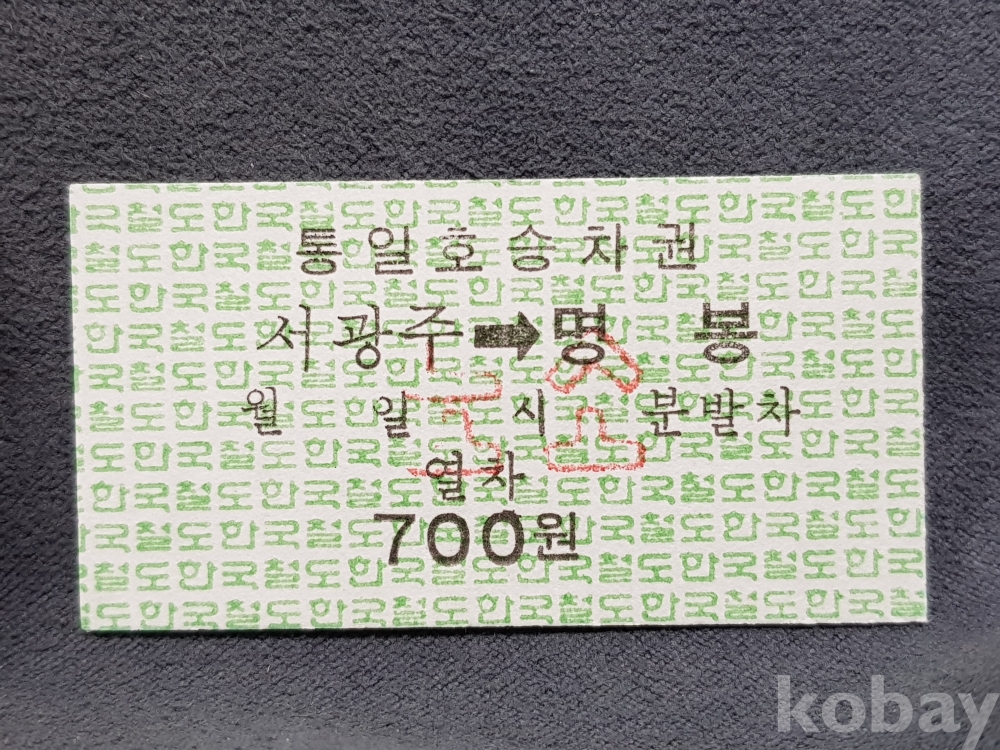 통일호승차권
서광주➡명봉
월 일 시 분발차
열차
700원
kobay